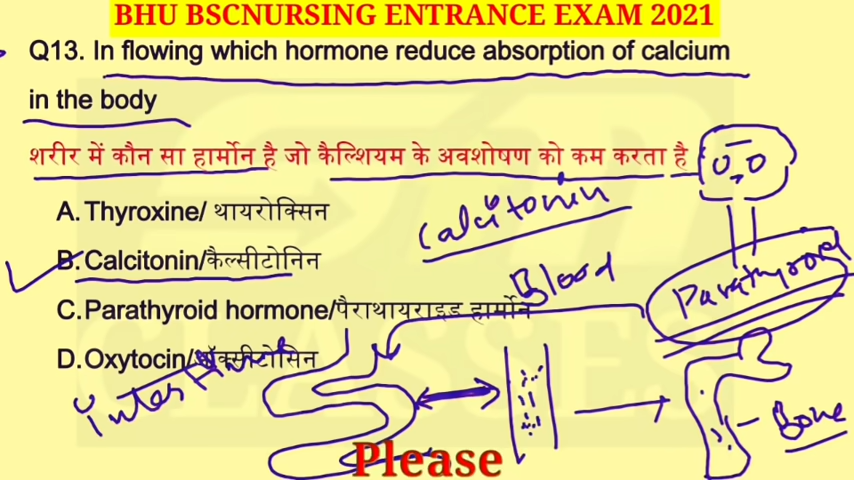 BHU BSCNURSING ENTRANCE EXAM 2021
Q13. In flowing which hormone reduce absorption of calcium
in the body
शरीर में कौन सा हार्मोन है जो कैल्शियम के अवशोषण को कम करता है
A. Thyroxine/ थायरोक्सिन
Calcitonin
B. Calcitonin/कैल्सीटोनिन
Blood
Parathyroid
C. Parathyroid hormone/पैराथायराइड हार्मोन
D. Oxytocin/ऑक्सीटोसिन
Bone
Please